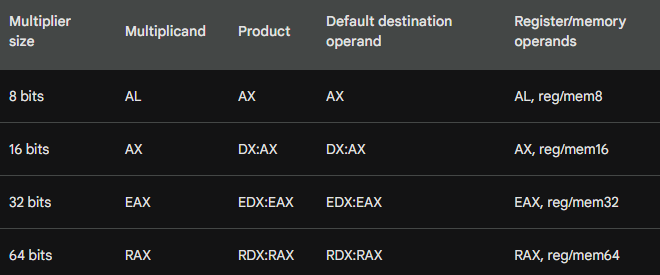 Multiplier size Multiplicand Product Default destination operand Register/memory operands
8 bits AL AX AX AL, reg/mem8
16 bits AX DX:AX DX:AX AX, reg/mem16
32 bits EAX EDX:EAX EDX:EAX EAX, reg/mem32
64 bits RAX RDX:RAX RDX:RAX RAX, reg/mem64